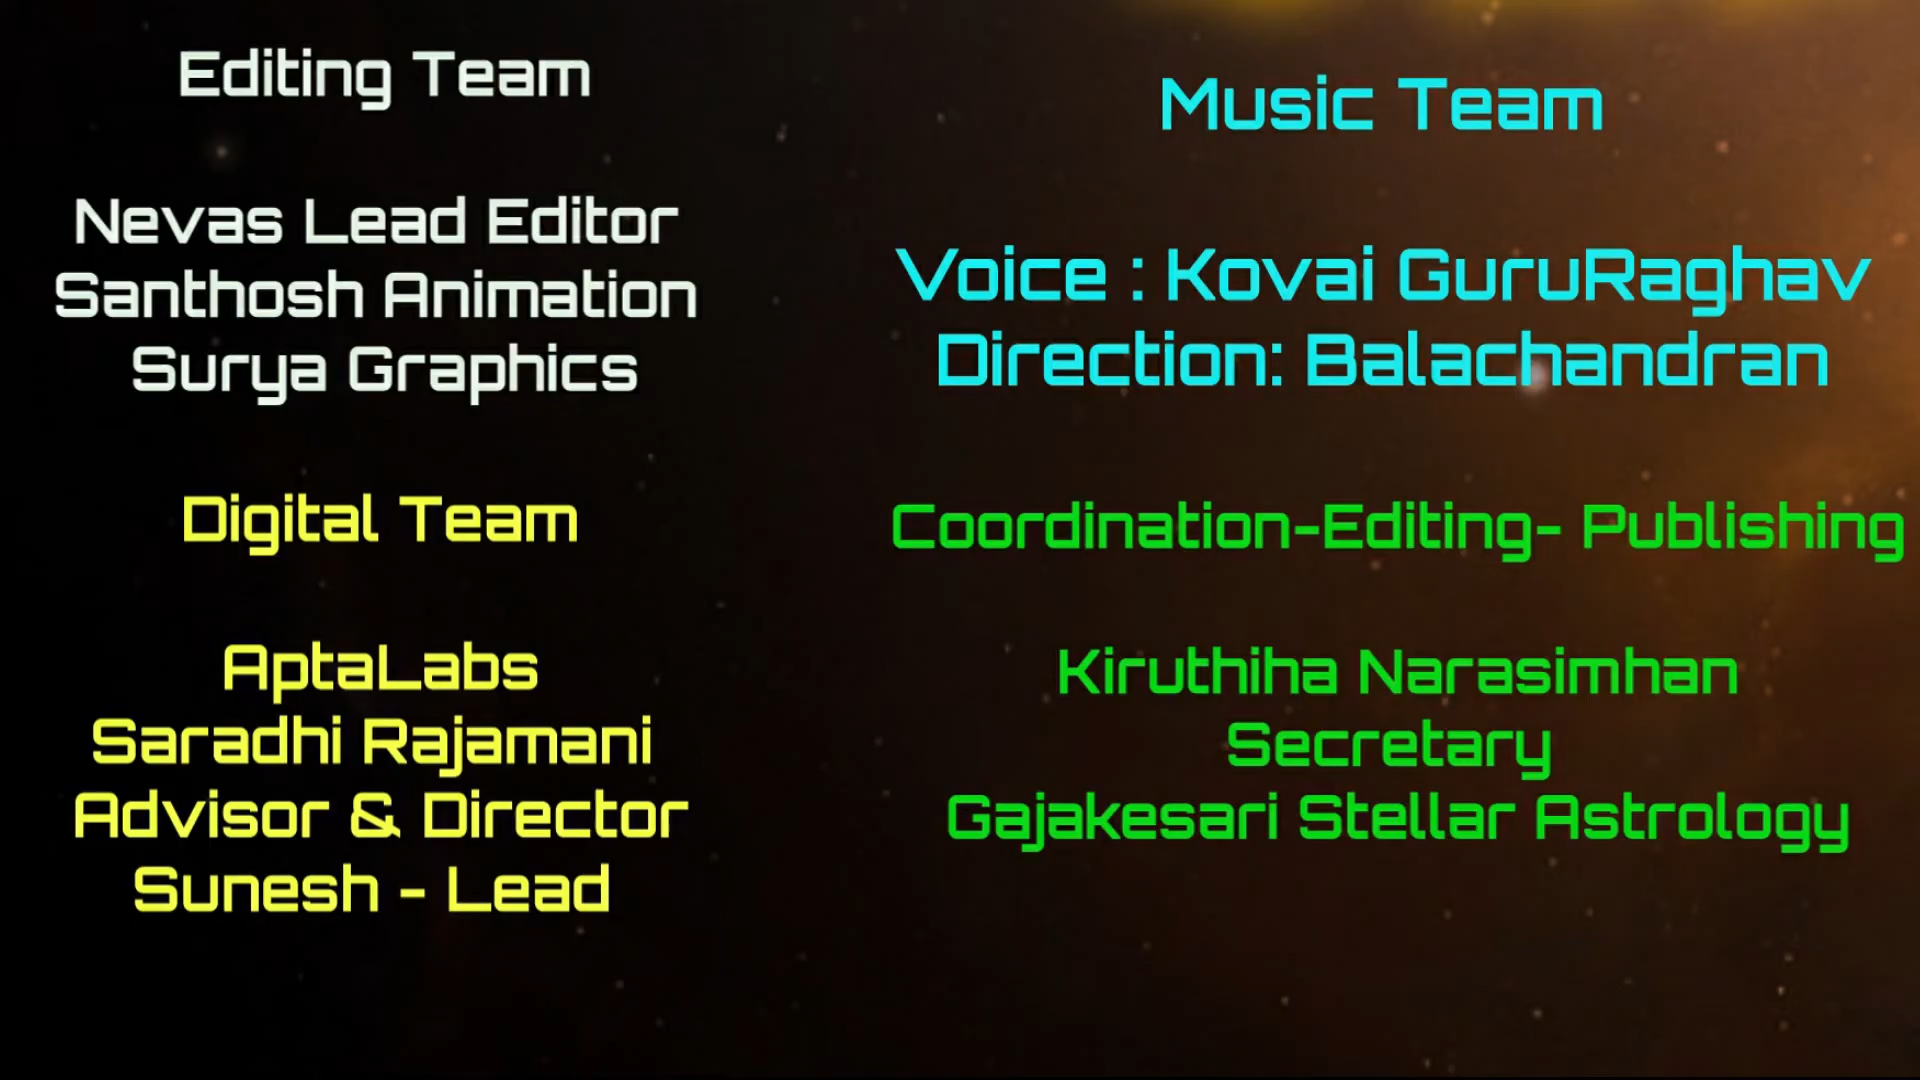 Editing Team
Nevas Lead Editor
Santhosh Animation
Surya Graphics
Digital Team
AptaLabs
Saradhi Rajamani
Advisor & Director
Sunesh - Lead
Music Team
Voice : Kovai GuruRaghav
Direction: Balachandran
Coordination-Editing- Publishing
Kiruthiha Narasimhan
Secretary
Gajakesari Stellar Astrology